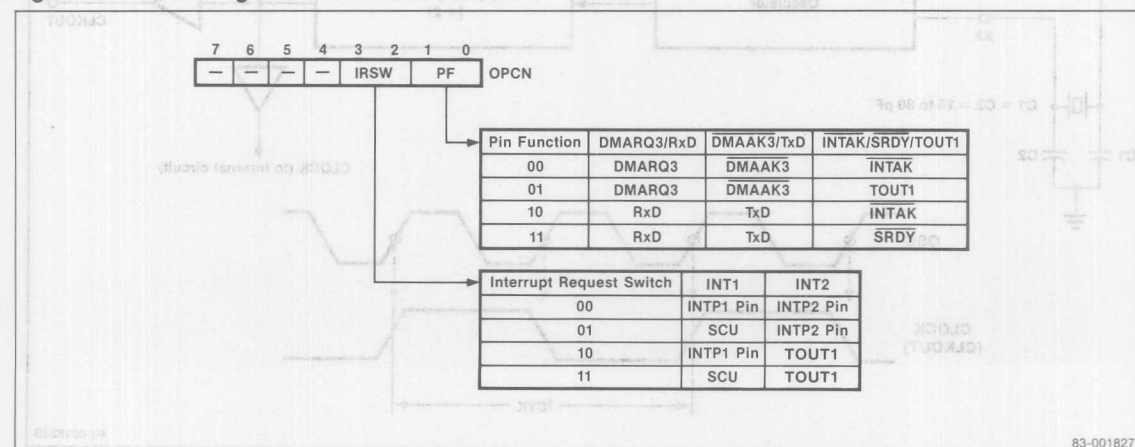 7 6 5 4 3 2 1 0
— — — — IRSW PF OPCN
Pin Function DMARQ3/RxD DMAAK3/TxD INTAK/SRDY/TOUT1
00 DMARQ3 DMAAK3 INTAK
01 DMARQ3 DMAAK3 TOUT1
10 RxD TxD INTAK
11 RxD TxD SRDY
Interrupt Request Switch INT1 INT2
00 INTP1 Pin INTP2 Pin
01 SCU INTP2 Pin
10 INTP1 Pin TOUT1
11 SCU TOUT1
83-001827